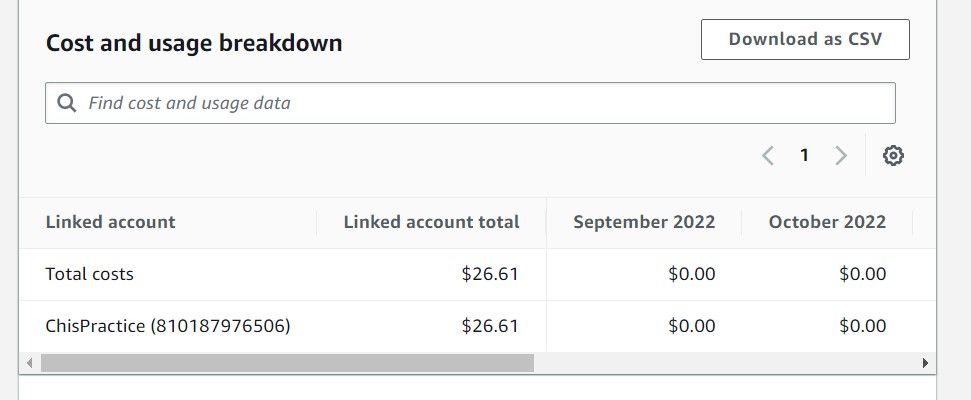 Cost and usage breakdown
Download as CSV
Find cost and usage data
1
Linked account Linked account total September 2022 October 2022
Total costs $26.61 $0.00 $0.00
ChisPractice (810187976506) $26.61 $0.00 $0.00